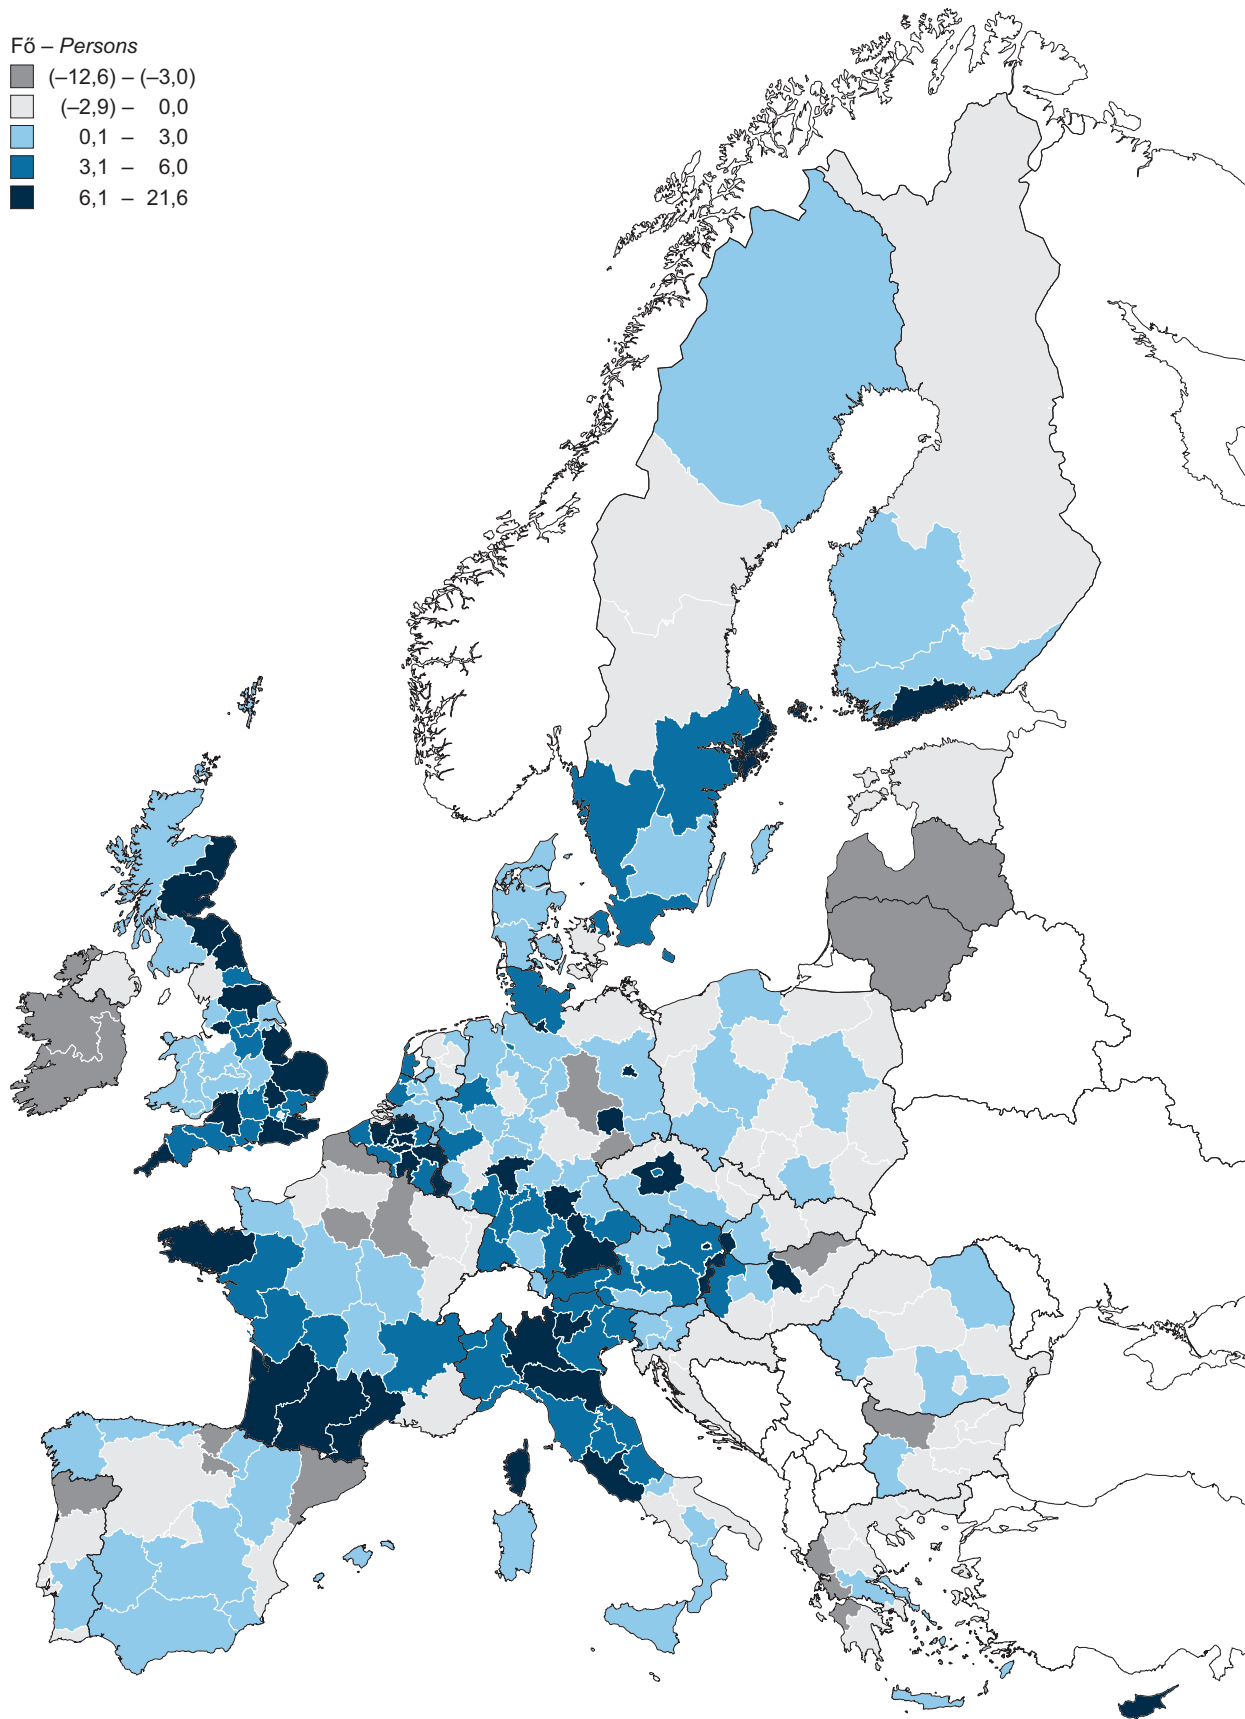 Fő – Persons
(–12,6) – (–3,0)
(–2,9) – 0,0
0,1 – 3,0
3,1 – 6,0
6,1 – 21,6